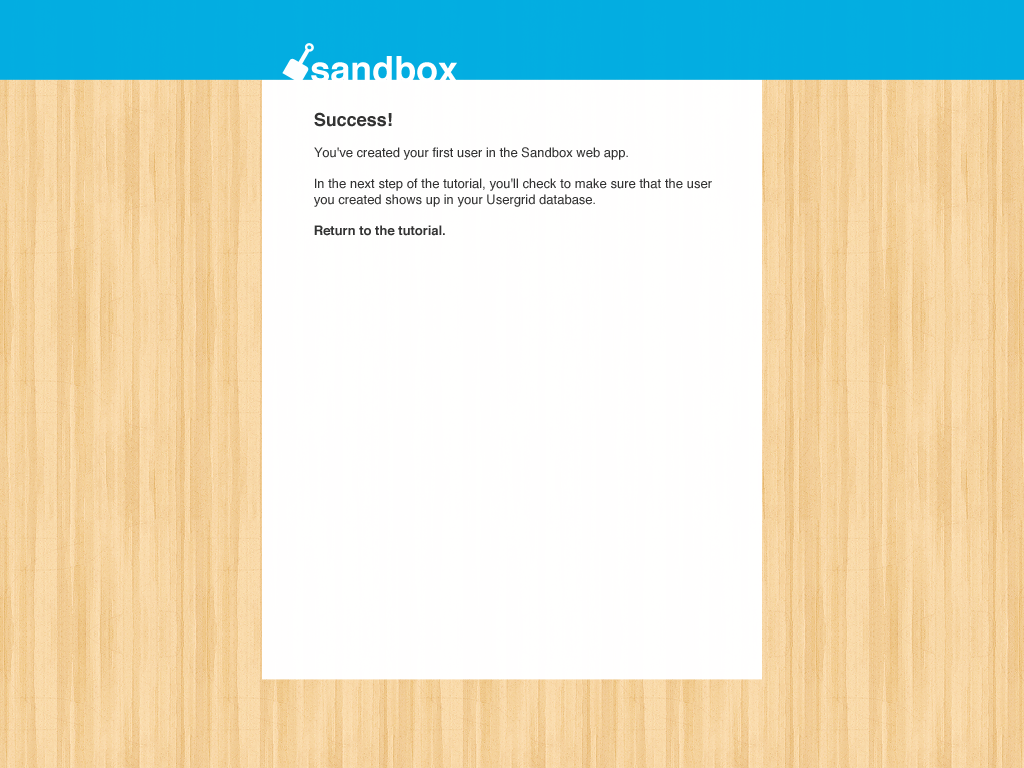 sandbox
Success!
You've created your first user in the Sandbox web app.
In the next step of the tutorial, you'll check to make sure that the user
you created shows up in your Usergrid database.
Return to the tutorial.